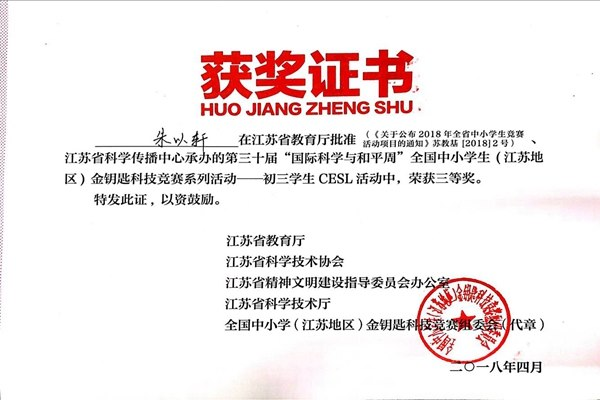 获奖证书
HUO JIANG ZHENG SHU
朱以轩 在江苏省教育厅批准(《关于公布2018年全省中小学生竞赛活动项目的通知》苏教基[2018]2号)、
江苏省科学传播中心承办的第三十届“国际科学与和平周”全国中小学生(江苏地
区)金钥匙科技竞赛系列活动——初三学生CESL活动中,荣获三等奖。
特发此证,以资鼓励。
江苏省教育厅
江苏省科学技术协会
江苏省精神文明建设指导委员会办公室
江苏省科学技术厅
全国中小学(江苏地区)金钥匙科技竞赛组委会(代章)
二〇一八年四月